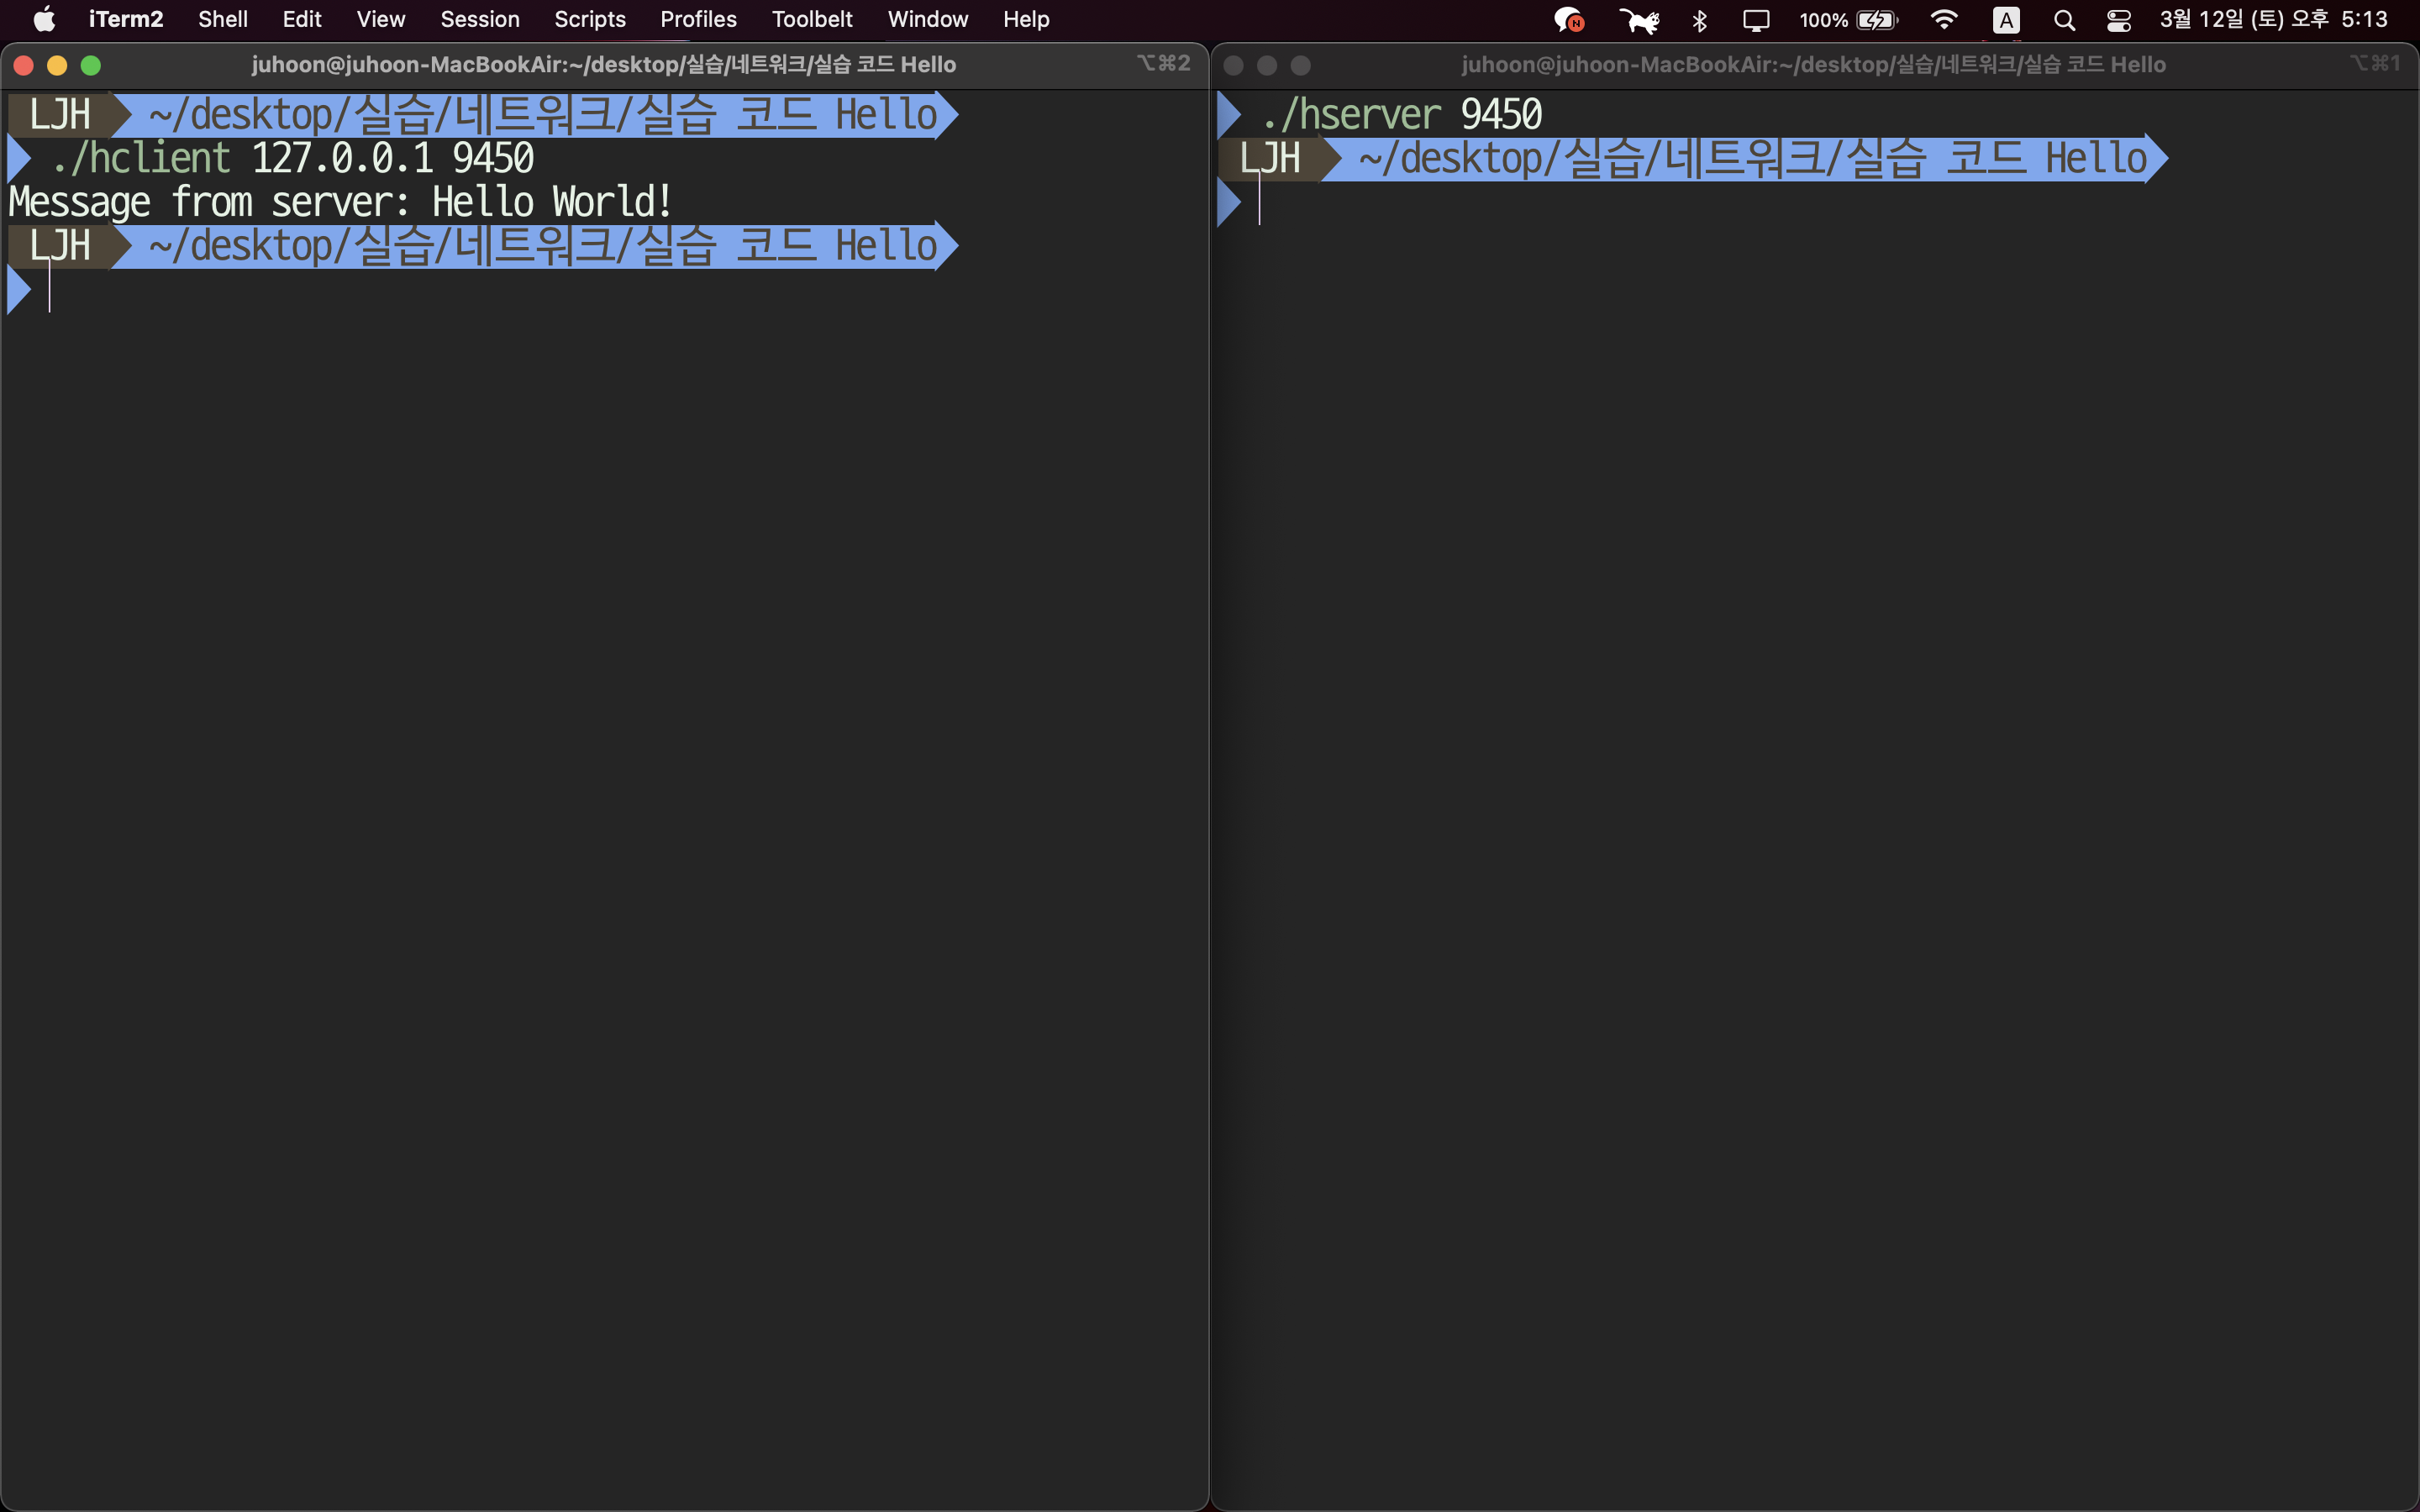 iTerm2 Shell Edit View Session Scripts Profiles Toolbelt Window Help N 100% A 3월 12일 (토) 오후 5:13
juhoon@juhoon-MacBookAir:~/desktop/실습/네트워크/실습 코드 Hello ⌥⌘2
LJH ~/desktop/실습/네트워크/실습 코드 Hello
./hclient 127.0.0.1 9450
Message from server: Hello World!
LJH ~/desktop/실습/네트워크/실습 코드 Hello
juhoon@juhoon-MacBookAir:~/desktop/실습/네트워크/실습 코드 Hello ⌥⌘1
./hserver 9450
LJH ~/desktop/실습/네트워크/실습 코드 Hello